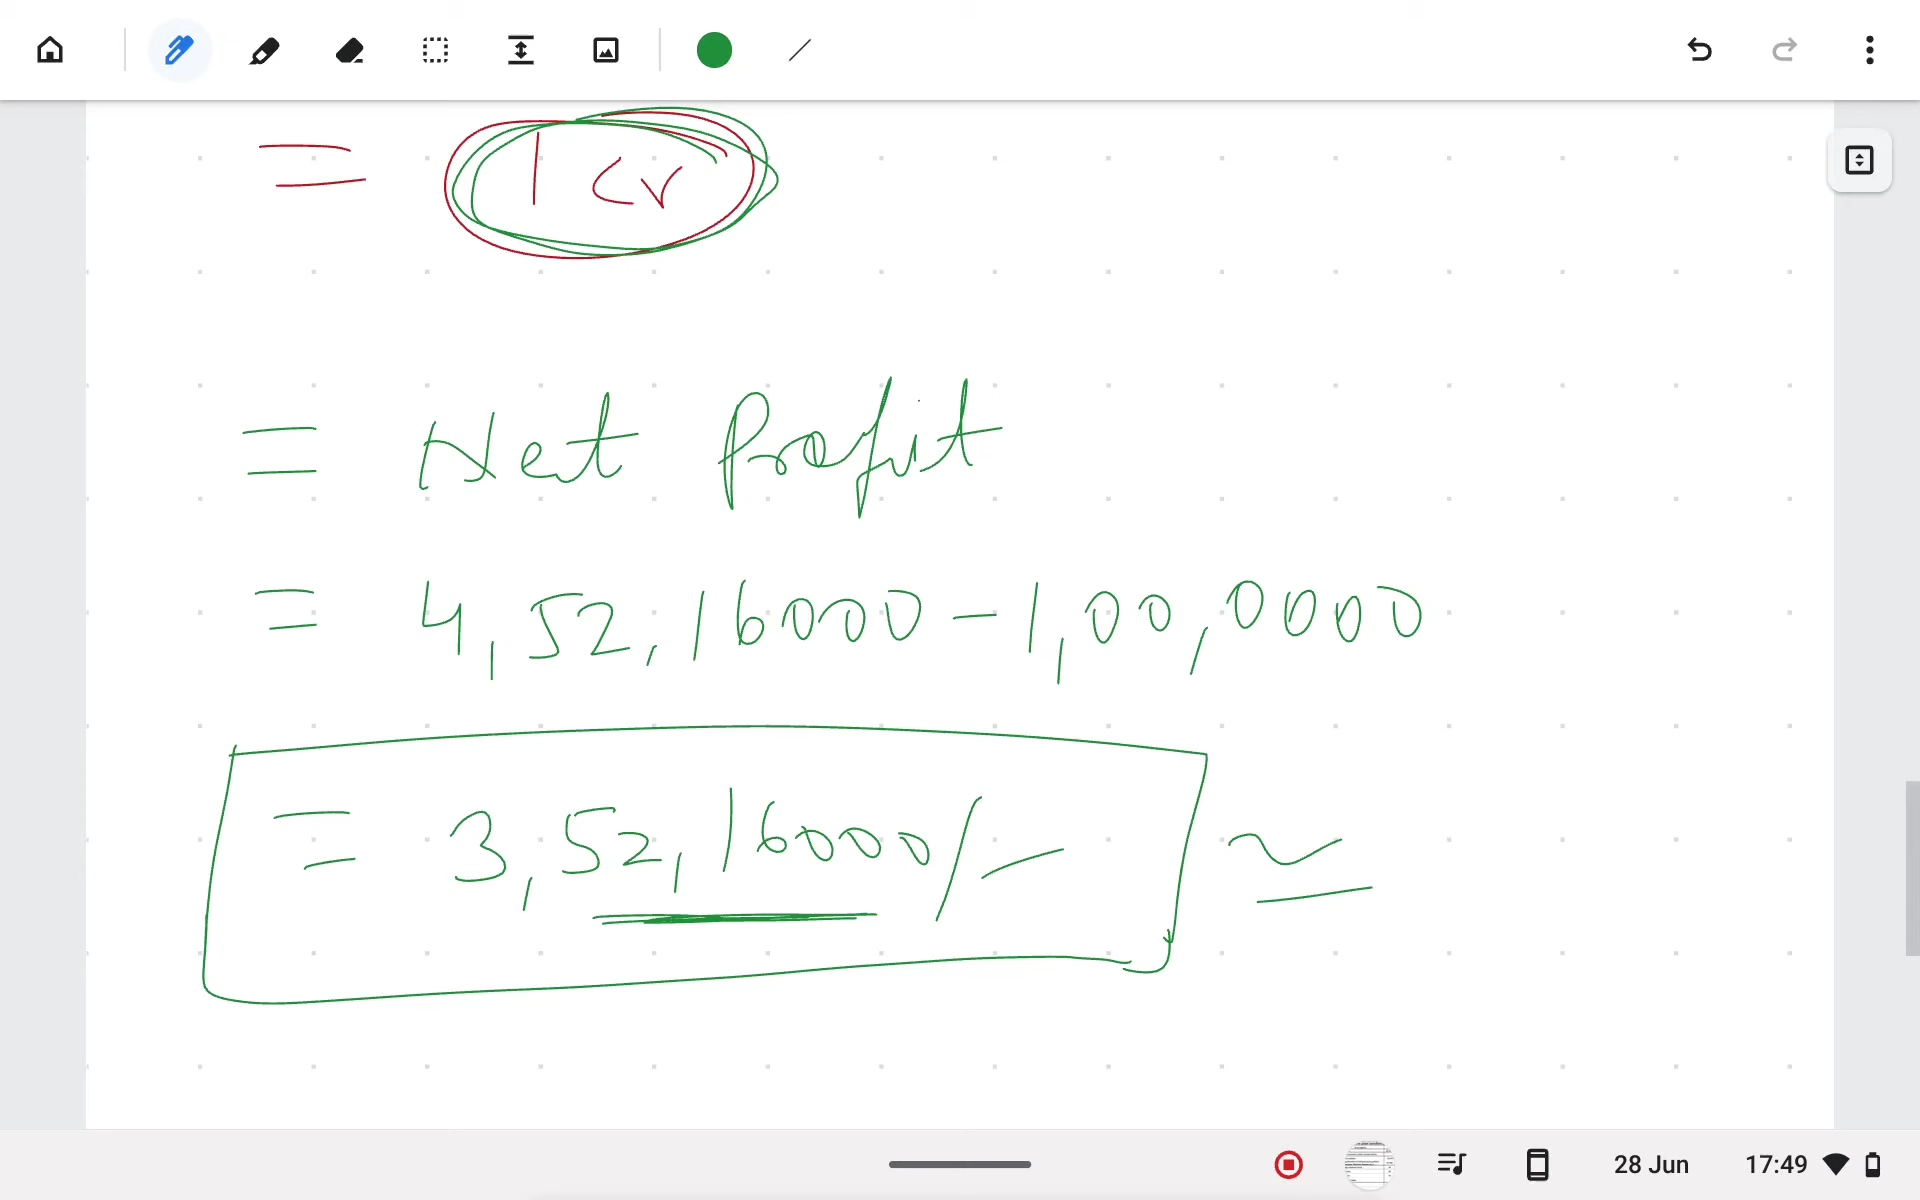 = 1 Cr
= Net Profit
= 4,52,16000 - 1,00,0000
= 3,52,16000/-
28 Jun 17:49